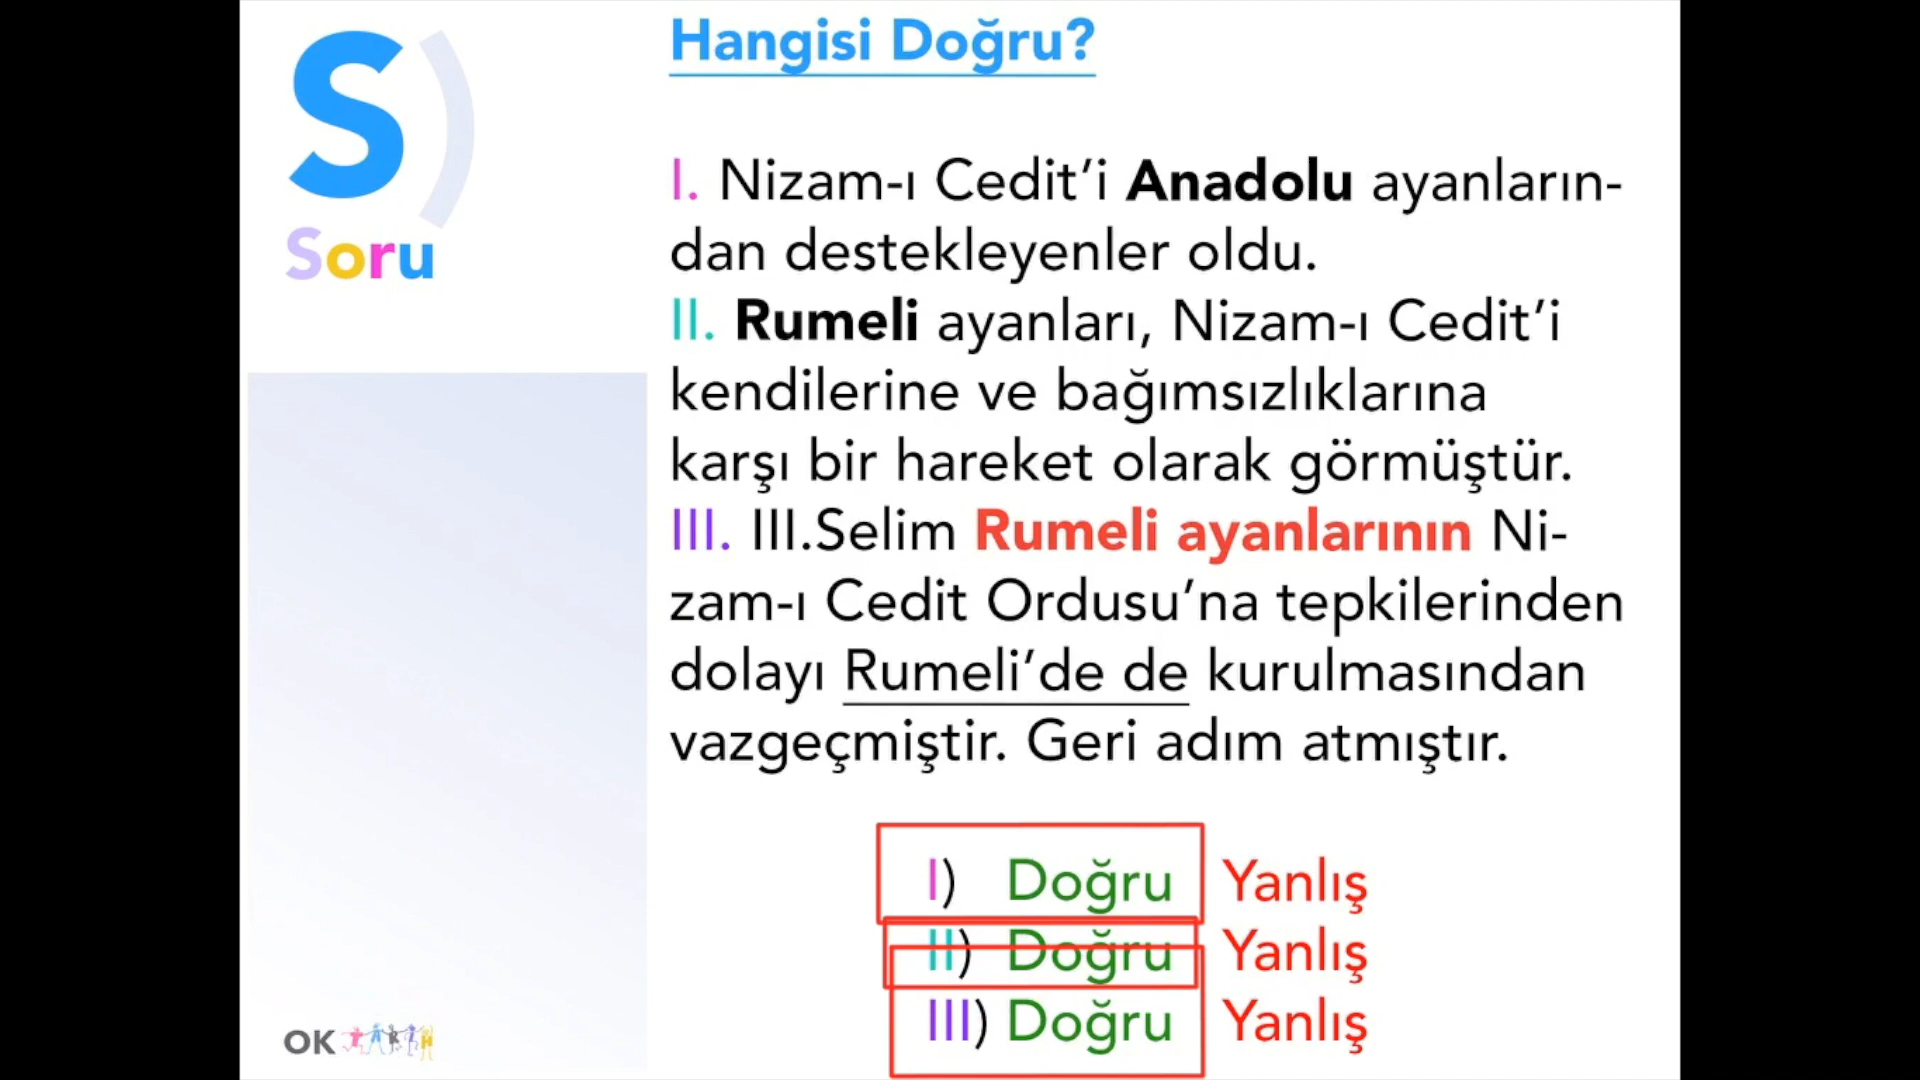 S)
Soru
Hangisi Doğru?
I. Nizam-ı Cedit’i Anadolu ayanların-
dan destekleyenler oldu.
II. Rumeli ayanları, Nizam-ı Cedit’i
kendilerine ve bağımsızlıklarına
karşı bir hareket olarak görmüştür.
III. III.Selim Rumeli ayanlarının Ni-
zam-ı Cedit Ordusu’na tepkilerinden
dolayı Rumeli’de de kurulmasından
vazgeçmiştir. Geri adım atmıştır.
I) Doğru Yanlış
II) Doğru Yanlış
III) Doğru Yanlış
OK TARİH